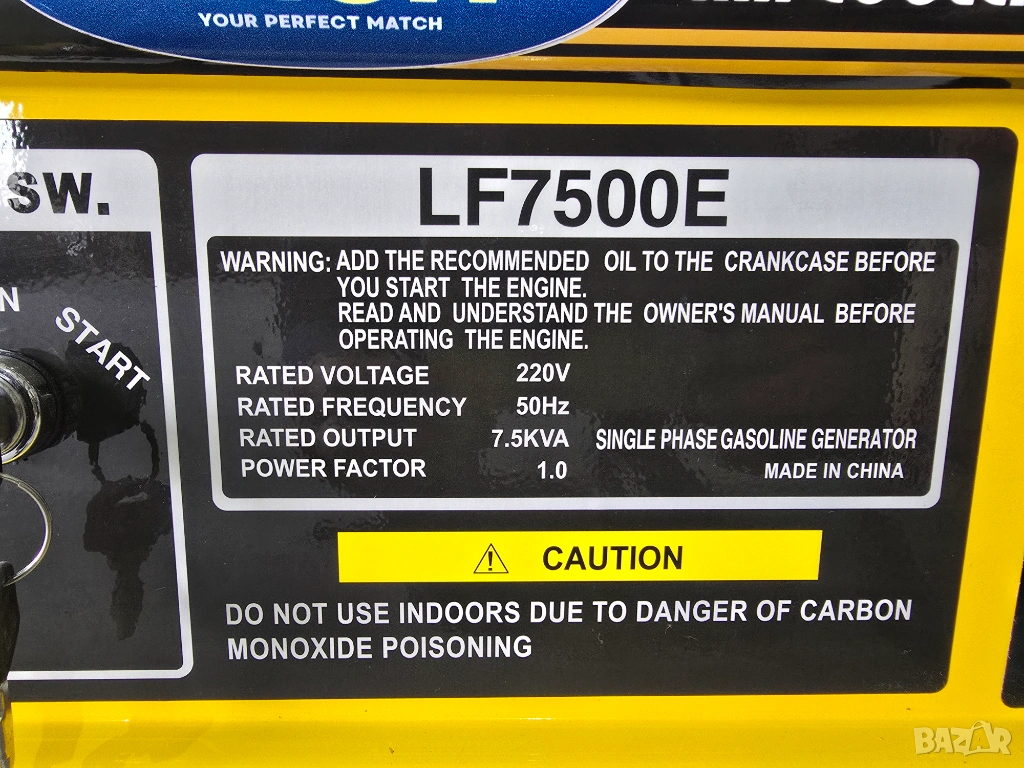 YOUR PERFECT MATCH
SW.
START
LF7500E
WARNING: ADD THE RECOMMENDED OIL TO THE CRANKCASE BEFORE
YOU START THE ENGINE.
READ AND UNDERSTAND THE OWNER'S MANUAL BEFORE
OPERATING THE ENGINE.
RATED VOLTAGE 220V
RATED FREQUENCY 50Hz
RATED OUTPUT 7.5KVA SINGLE PHASE GASOLINE GENERATOR
POWER FACTOR 1.0 MADE IN CHINA
CAUTION
DO NOT USE INDOORS DUE TO DANGER OF CARBON
MONOXIDE POISONING
BAZAR